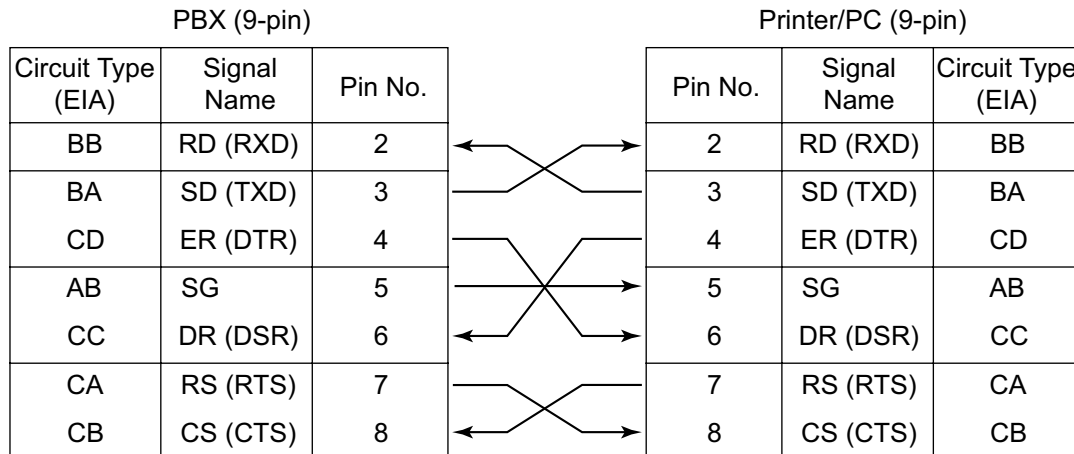 PBX (9-pin) Printer/PC (9-pin)
Circuit Type (EIA) Signal Name Pin No. Pin No. Signal Name Circuit Type (EIA)
BB RD (RXD) 2 2 RD (RXD) BB
BA SD (TXD) 3 3 SD (TXD) BA
CD ER (DTR) 4 4 ER (DTR) CD
AB SG 5 5 SG AB
CC DR (DSR) 6 6 DR (DSR) CC
CA RS (RTS) 7 7 RS (RTS) CA
CB CS (CTS) 8 8 CS (CTS) CB